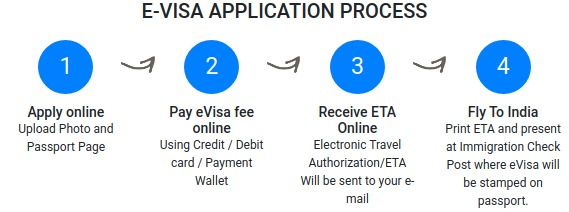 E-VISA APPLICATION PROCESS
1
2
3
4
Apply online
Upload Photo and
Passport Page
Pay eVisa fee
online
Using Credit / Debit
card / Payment
Wallet
Receive ETA
Online
Electronic Travel
Authorization/ETA
Will be sent to your e-
mail
Fly To India
Print ETA and present
at Immigration Check
Post where eVisa will
be stamped on
passport.